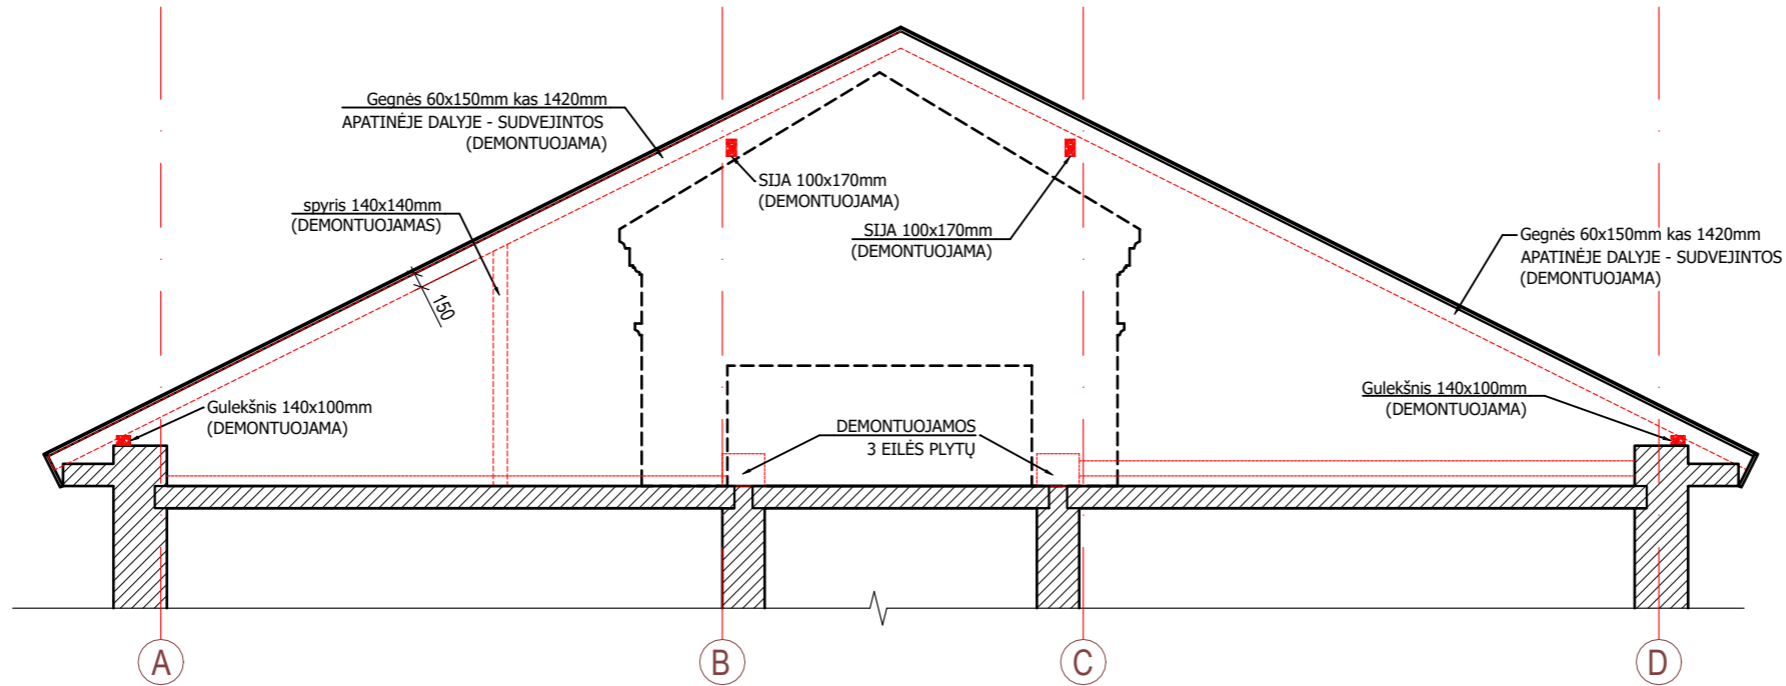 Gegnės 60x150mm kas 1420mm
APATINĖJE DALYJE - SUDVEJINTOS
(DEMONTUOJAMA)
SIJA 100x170mm
(DEMONTUOJAMA)
spyris 140x140mm
(DEMONTUOJAMAS)
SIJA 100x170mm
(DEMONTUOJAMA)
Gegnės 60x150mm kas 1420mm
APATINĖJE DALYJE - SUDVEJINTOS
(DEMONTUOJAMA)
150
Gulekšnis 140x100mm
(DEMONTUOJAMA)
Gulekšnis 140x100mm
(DEMONTUOJAMA)
DEMONTUOJAMOS
3 EILĖS PLYTŲ
A
B
C
D